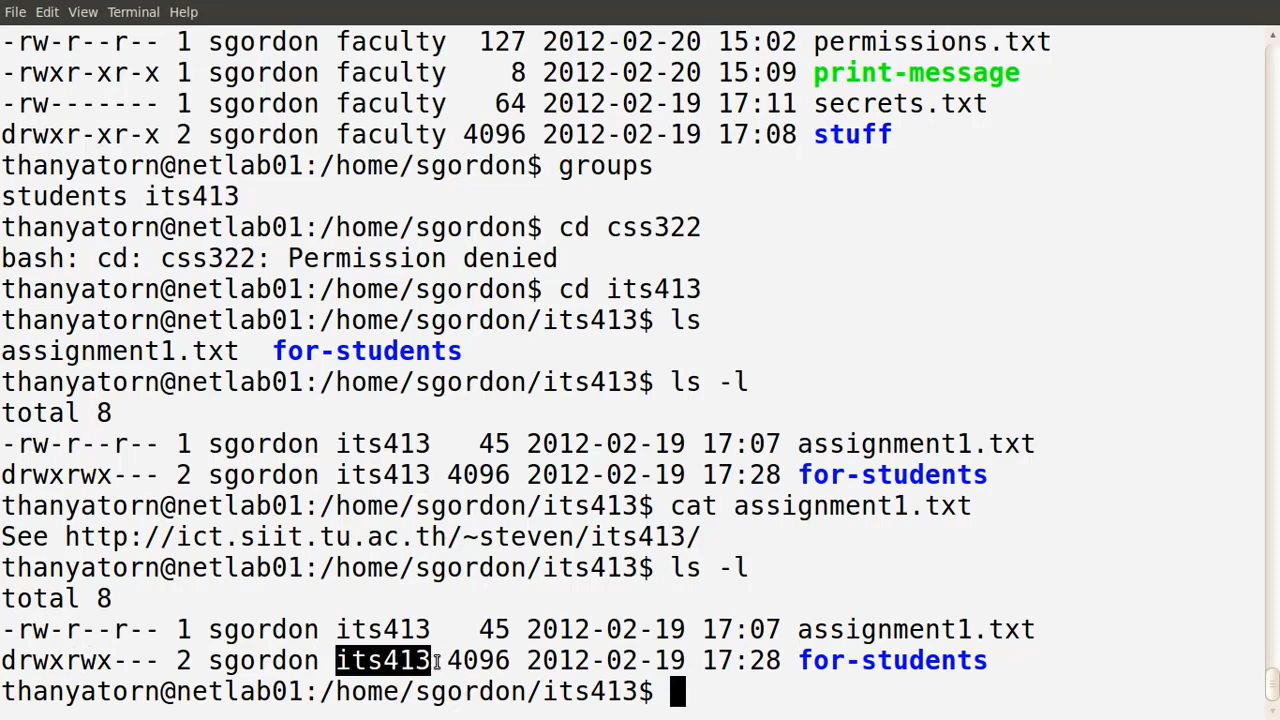 File Edit View Terminal Help
-rw-r--r-- 1 sgordon faculty  127 2012-02-20 15:02 permissions.txt
-rwxr-xr-x 1 sgordon faculty    8 2012-02-20 15:09 print-message
-rw------- 1 sgordon faculty   64 2012-02-19 17:11 secrets.txt
drwxr-xr-x 2 sgordon faculty 4096 2012-02-19 17:08 stuff
thanyatorn@netlab01:/home/sgordon$ groups
students its413
thanyatorn@netlab01:/home/sgordon$ cd css322
bash: cd: css322: Permission denied
thanyatorn@netlab01:/home/sgordon$ cd its413
thanyatorn@netlab01:/home/sgordon/its413$ ls
assignment1.txt  for-students
thanyatorn@netlab01:/home/sgordon/its413$ ls -l
total 8
-rw-r--r-- 1 sgordon its413   45 2012-02-19 17:07 assignment1.txt
drwxrwx--- 2 sgordon its413 4096 2012-02-19 17:28 for-students
thanyatorn@netlab01:/home/sgordon/its413$ cat assignment1.txt
See http://ict.siit.tu.ac.th/~steven/its413/
thanyatorn@netlab01:/home/sgordon/its413$ ls -l
total 8
-rw-r--r-- 1 sgordon its413   45 2012-02-19 17:07 assignment1.txt
drwxrwx--- 2 sgordon its413 4096 2012-02-19 17:28 for-students
thanyatorn@netlab01:/home/sgordon/its413$